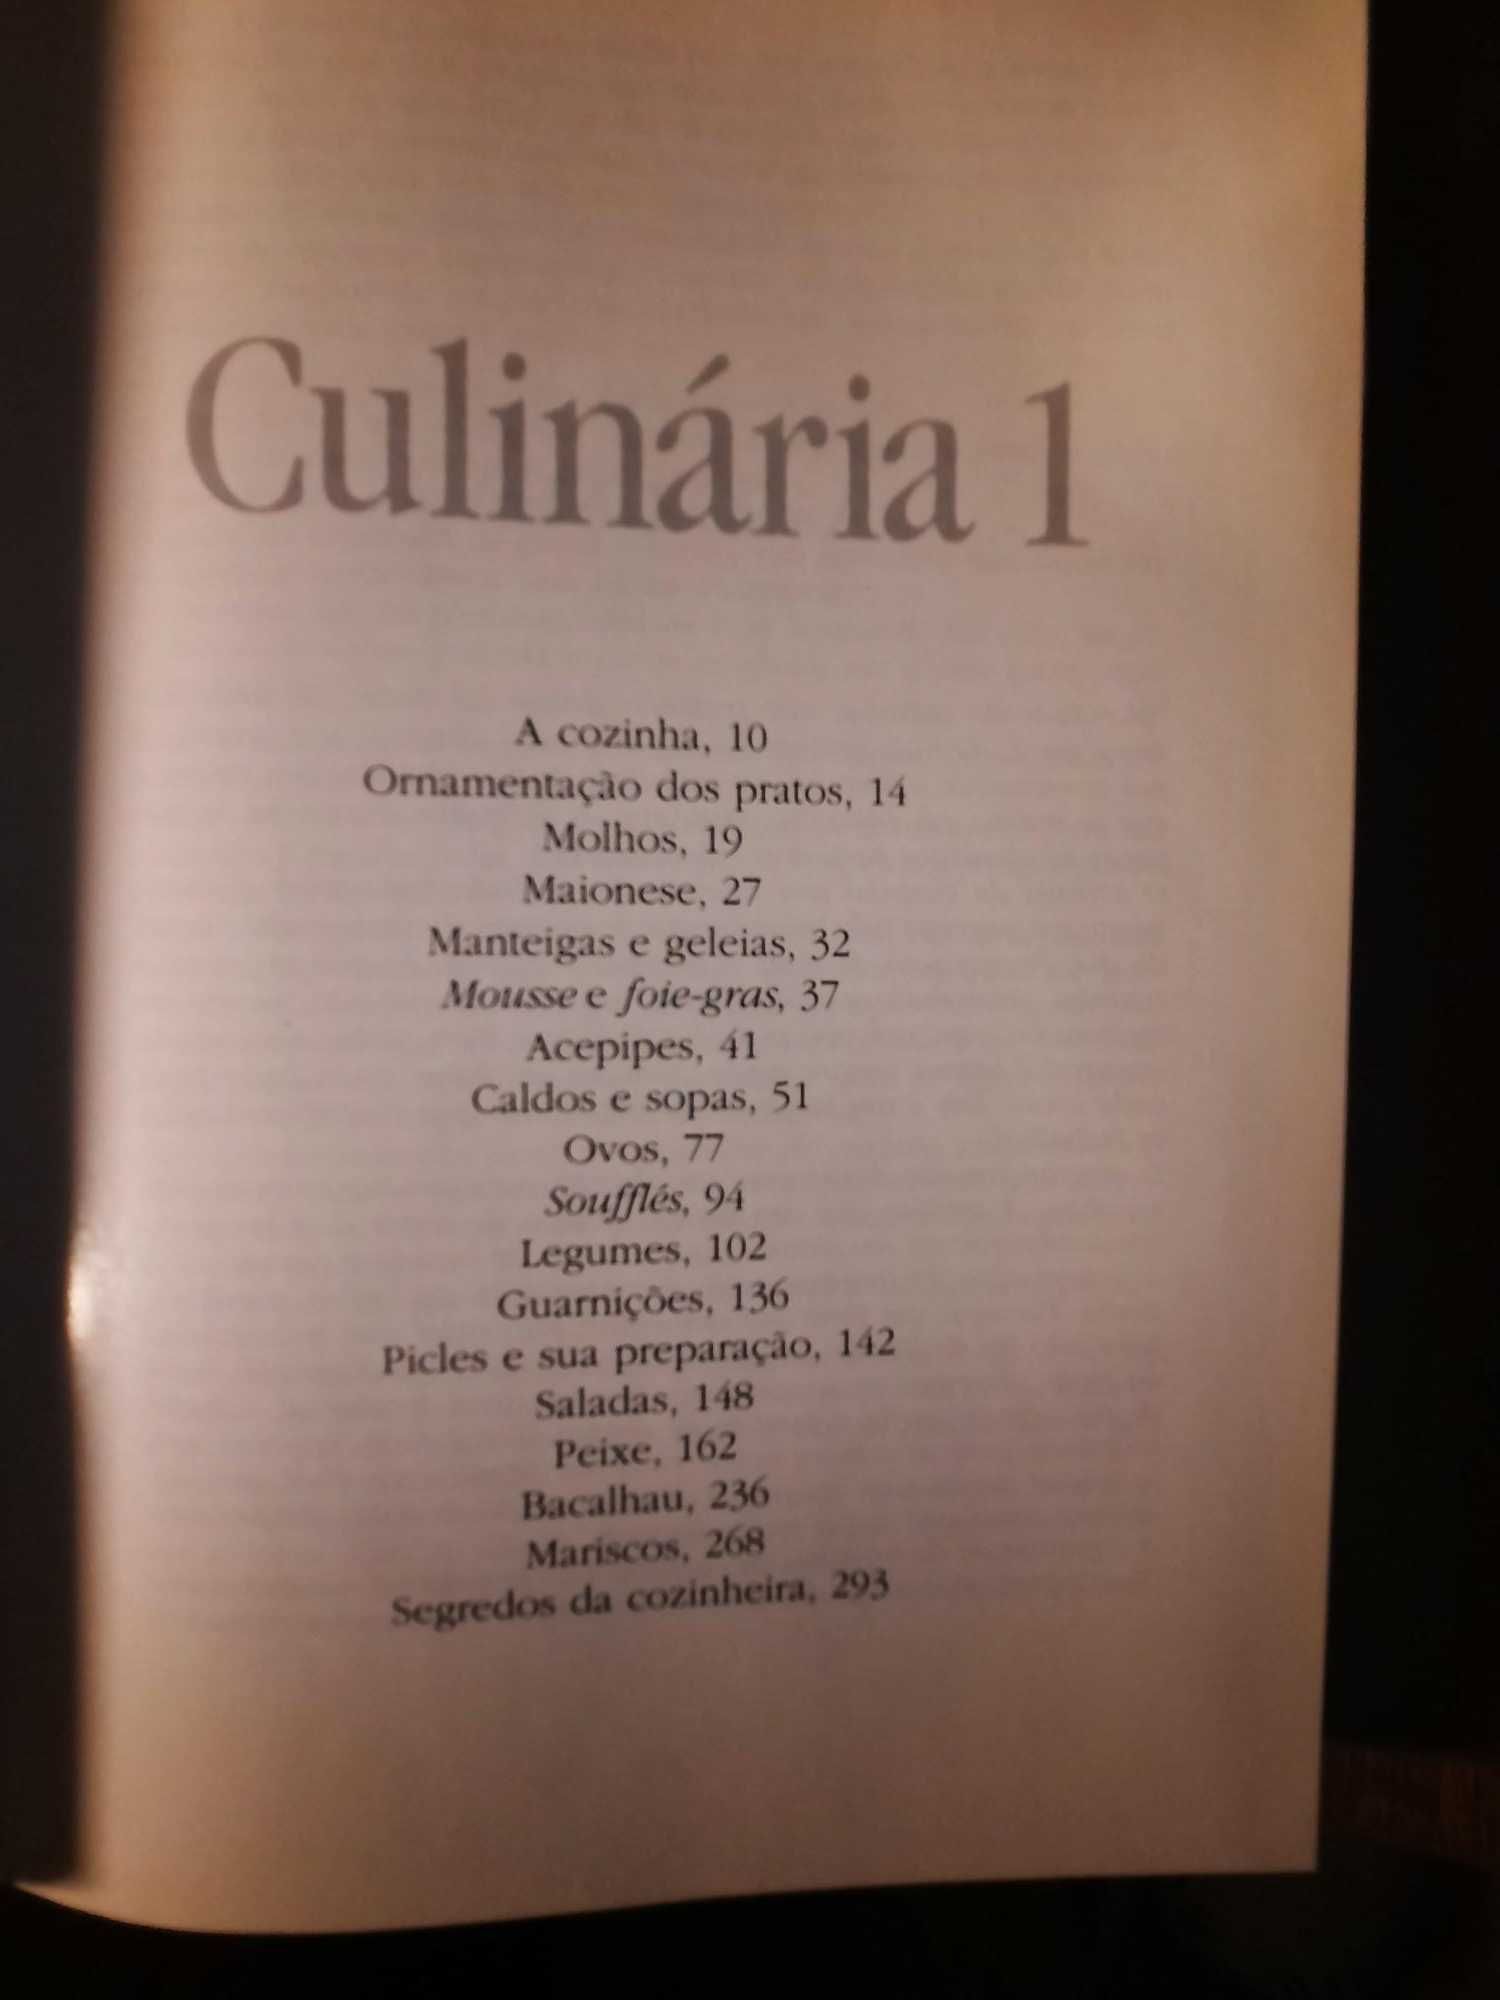 Culinária 1
A cozinha, 10
Ornamentação dos pratos, 14
Molhos, 19
Maionese, 27
Manteigas e geleias, 32
Mousse e foie-gras, 37
Acepipes, 41
Caldos e sopas, 51
Ovos, 77
Soufflés, 94
Legumes, 102
Guarnições, 136
Picles e sua preparação, 142
Saladas, 148
Peixe, 162
Bacalhau, 236
Mariscos, 268
Segredos da cozinheira, 293